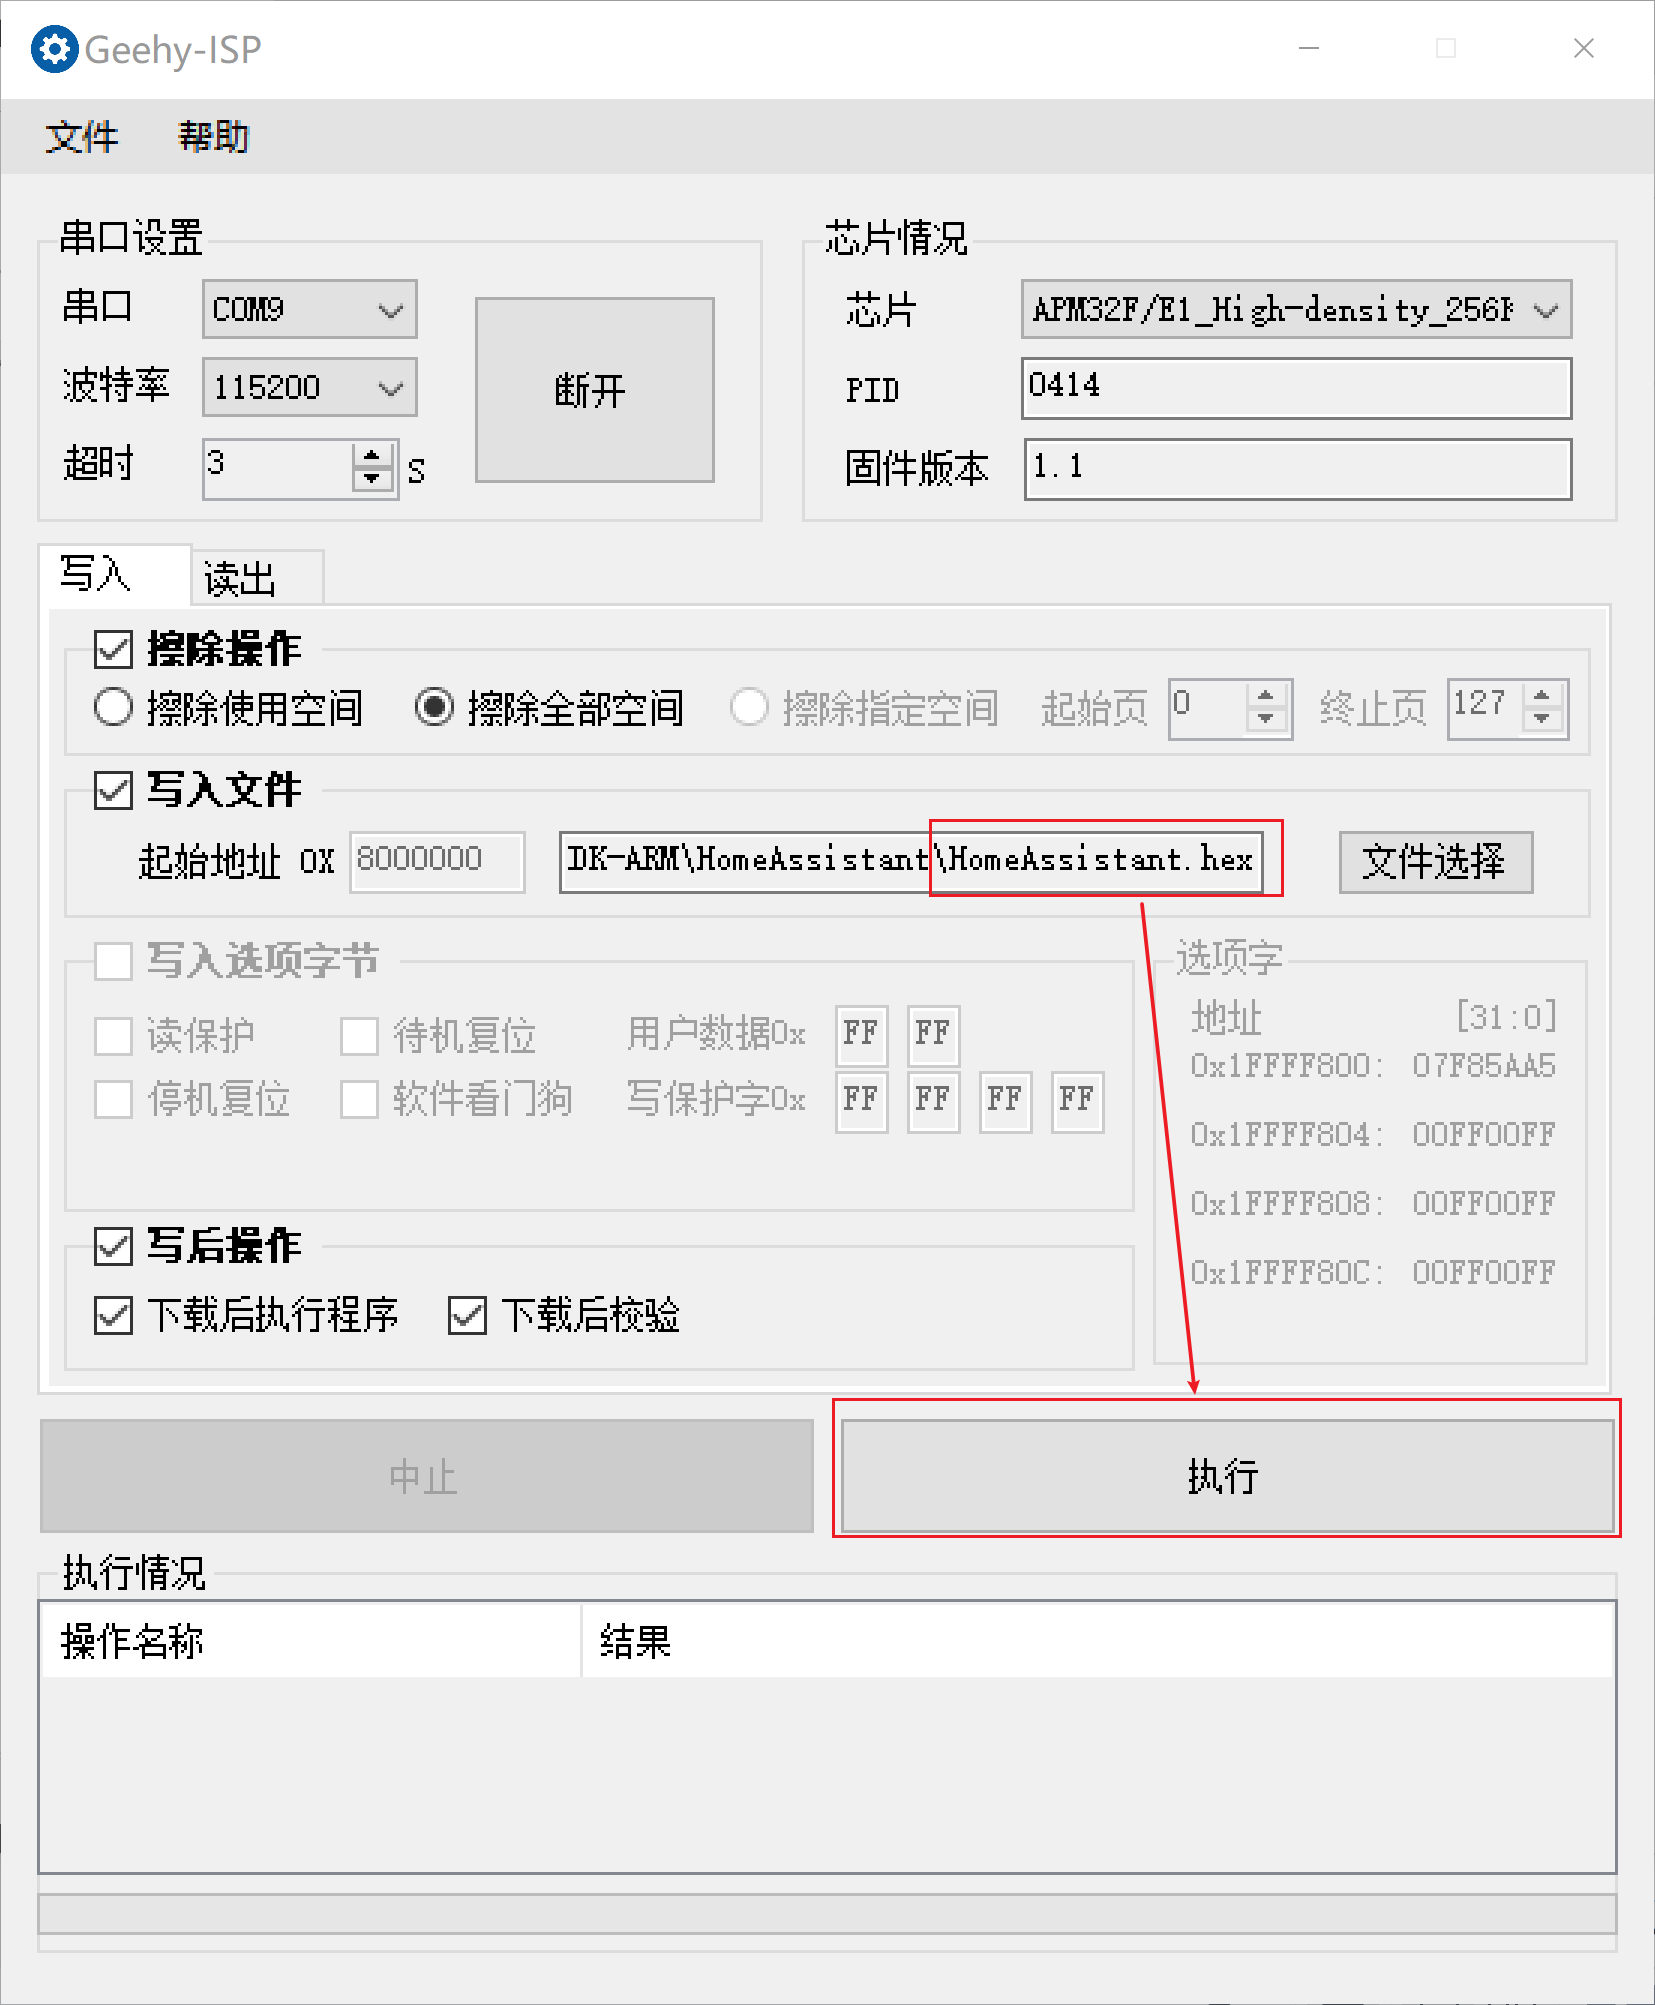 Geehy-ISP
文件 帮助
串口设置
串口 COM9
波特率 115200
超时 3 S
断开
芯片情况
芯片 APM32F/E1_High-density_256K
PID 0414
固件版本 1.1
写入 读出
擦除操作
擦除使用空间 擦除全部空间 擦除指定空间 起始页 0 终止页 127
写入文件
起始地址 0X 8000000 DK-ARM\HomeAssistant\HomeAssistant.hex 文件选择
写入选项字节
读保护 待机复位 用户数据0x FF FF
停机复位 软件看门狗 写保护字0x FF FF FF FF
选项字
地址 [31:0]
0x1FFFF800: 07F85AA5
0x1FFFF804: 00FF00FF
0x1FFFF808: 00FF00FF
0x1FFFF80C: 00FF00FF
写后操作
下载后执行程序 下载后校验
中止 执行
执行情况
操作名称 结果